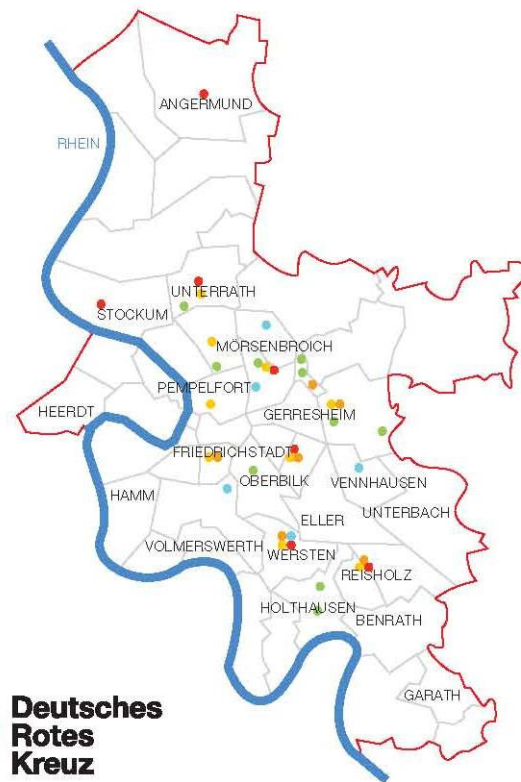 ANGERMUND
RHEIN
UNTERRATH
STOCKUM
MÖRSENBROICH
PEMPELFORT
HEERDT
GERRESHEIM
FRIEDRICHSTADT
OBERBILK
VENNHAUSEN
HAMM
UNTERBACH
ELLER
VOLMERSWERTH
WERSTEN
REISHOLZ
HOLTHAUSEN
BENRATH
GARATH
Deutsches
Rotes
Kreuz